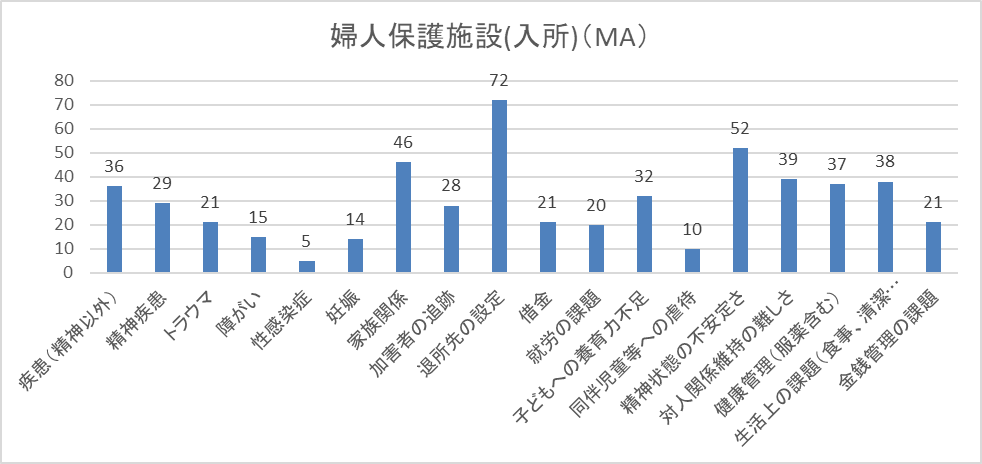 婦人保護施設(入所)（MA）
80
70
60
50
40
30
20
10
0
36
29
21
15
5
14
46
28
72
21
20
32
10
52
39
37
38
21
疾患（精神以外）
精神疾患
トラウマ
障がい
性感染症
妊娠
家族関係
加害者の追跡
退所先の設定
借金
就労の課題
子どもへの養育力不足
同伴児童等への虐待
精神状態の不安定さ
対人関係維持の難しさ
健康管理（服薬含む）
生活上の課題（食事、清潔…
金銭管理の課題